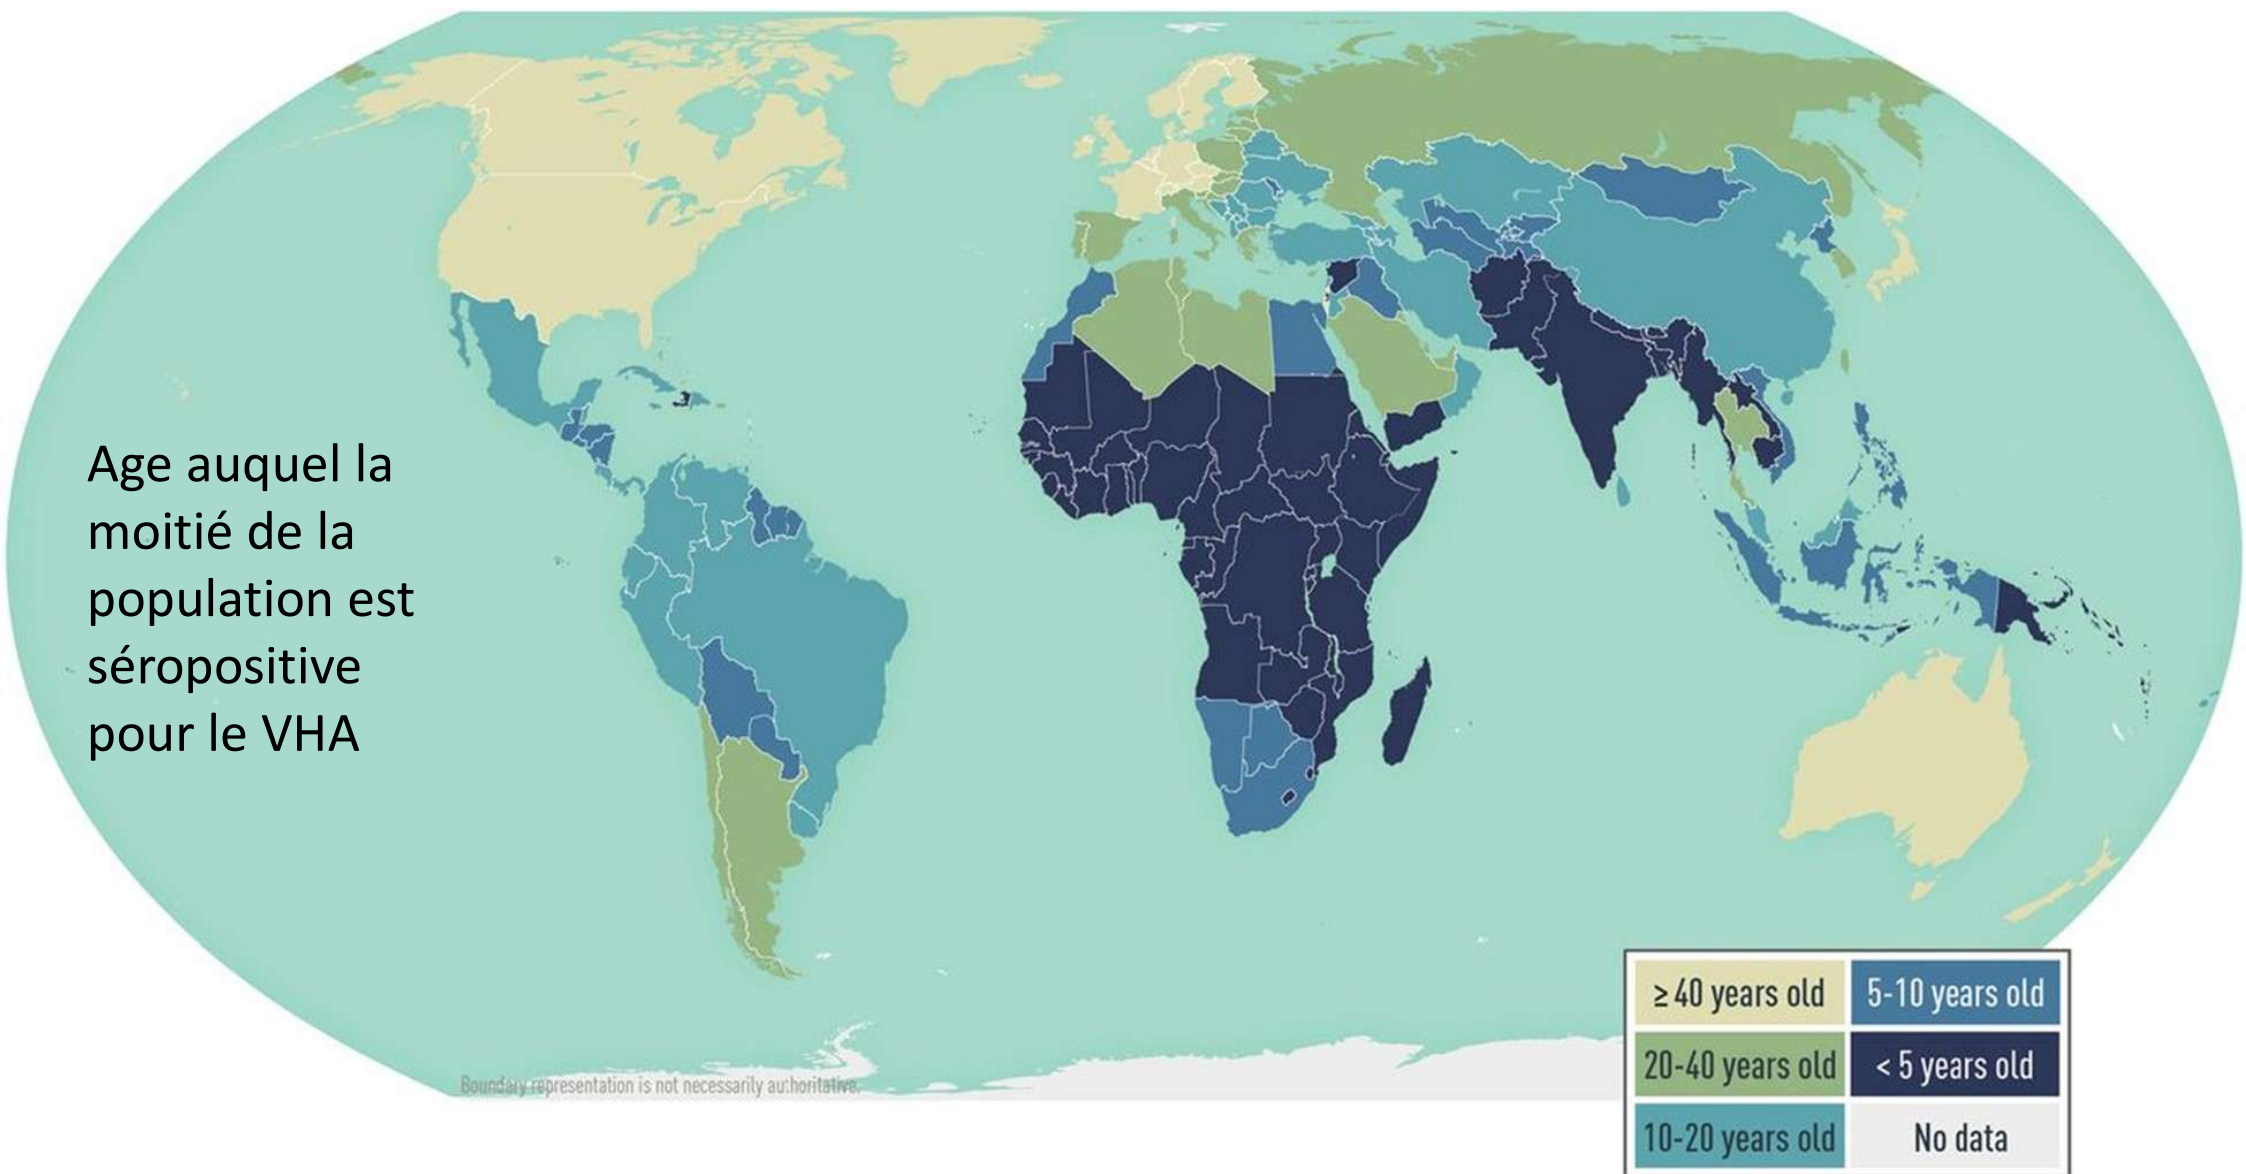 Age auquel la
moitié de la
population est
séropositive
pour le VHA
Boundary representation is not necessarily authoritative.
≥ 40 years old
5-10 years old
20-40 years old
< 5 years old
10-20 years old
No data